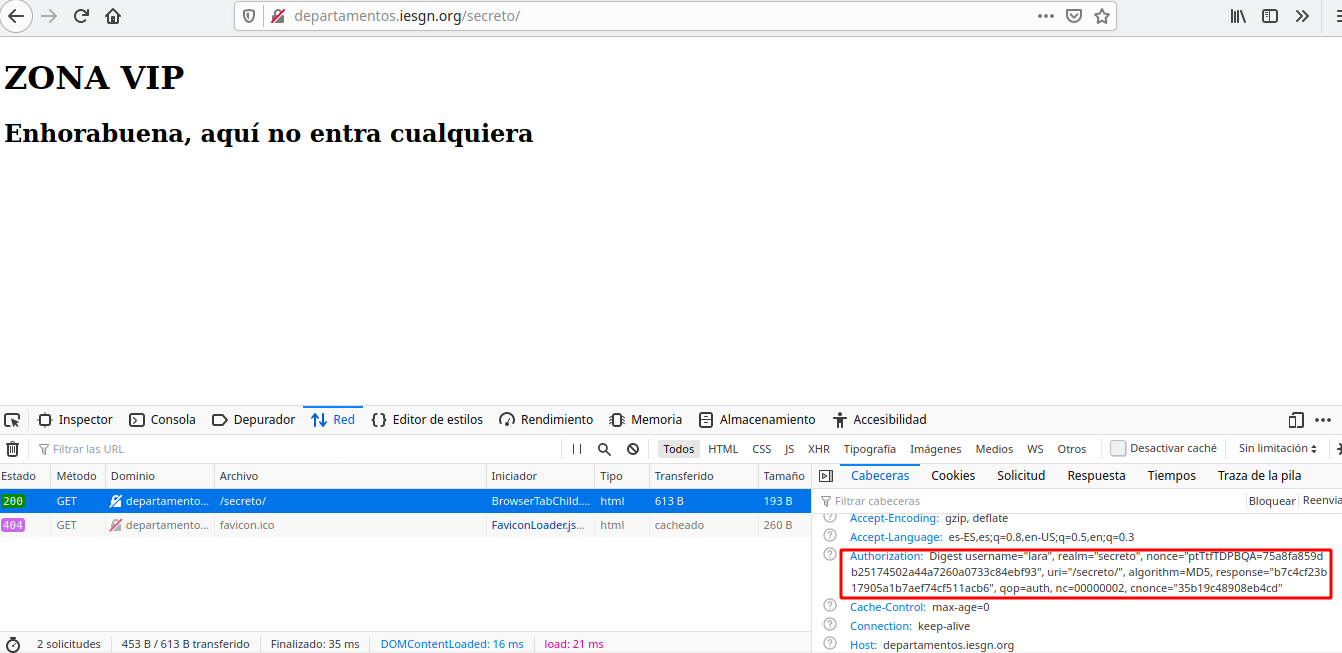 departamentos.iesgn.org/secreto/
ZONA VIP
Enhorabuena, aquí no entra cualquiera
Inspector Consola Depurador Red Editor de estilos Rendimiento Memoria Almacenamiento Accesibilidad
Filtrar las URL Todos HTML CSS JS XHR Tipografía Imágenes Medios WS Otros Desactivar caché Sin limitación
Estado Método Dominio Archivo Iniciador Tipo Transferido Tamaño
200 GET departamento... /secreto/ BrowserTabChild.... html 613 B 193 B
404 GET departamento... favicon.ico FaviconLoader.js... html cacheado 260 B
Cabeceras Cookies Solicitud Respuesta Tiempos Traza de la pila
Filtrar cabeceras Bloquear Reenvia
Accept-Encoding: gzip, deflate
Accept-Language: es-ES,es;q=0.8,en-US;q=0.5,en;q=0.3
Authorization: Digest username="lara", realm="secreto", nonce="ptTtfTDPBQA=75a8fa859d
b25174502a44a7260a0733c84ebf93", uri="/secreto/", algorithm=MD5, response="b7c4cf23b
17905a1b7aef74cf511acb6", qop=auth, nc=00000002, cnonce="35b19c48908eb4cd"
Cache-Control: max-age=0
Connection: keep-alive
Host: departamentos.iesgn.org
2 solicitudes 453 B / 613 B transferido Finalizado: 35 ms DOMContentLoaded: 16 ms load: 21 ms